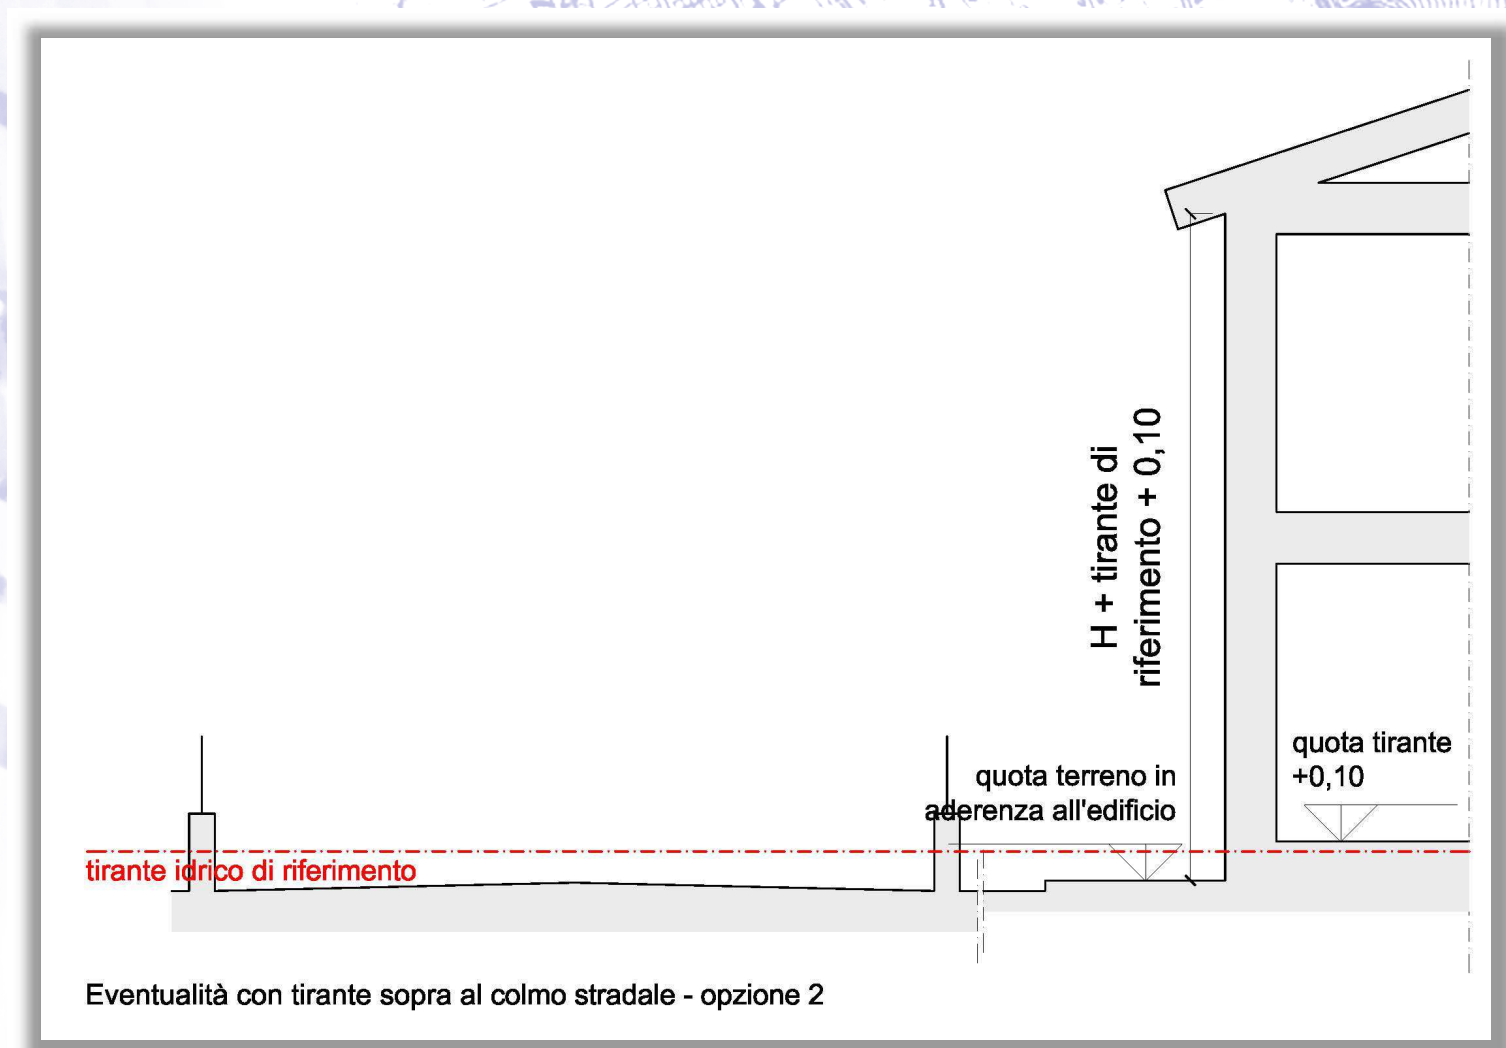 H + tirante di
riferimento + 0,10
quota tirante
+0,10
quota terreno in
aderenza all'edificio
tirante idrico di riferimento
Eventualità con tirante sopra al colmo stradale - opzione 2